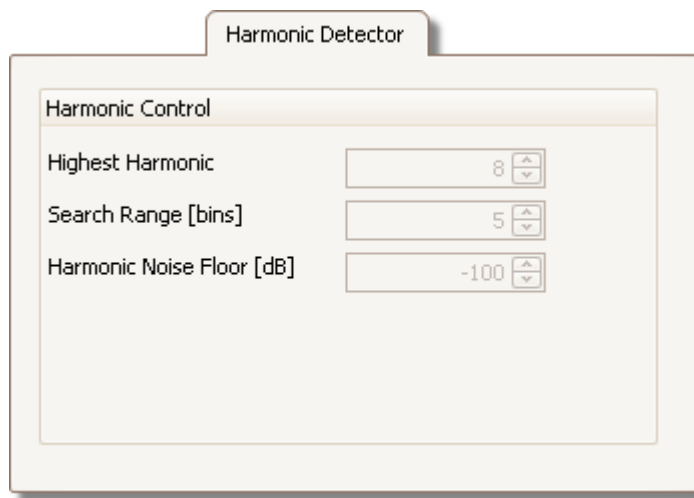 Harmonic Detector
Harmonic Control
Highest Harmonic 8
Search Range [bins] 5
Harmonic Noise Floor [dB] -100